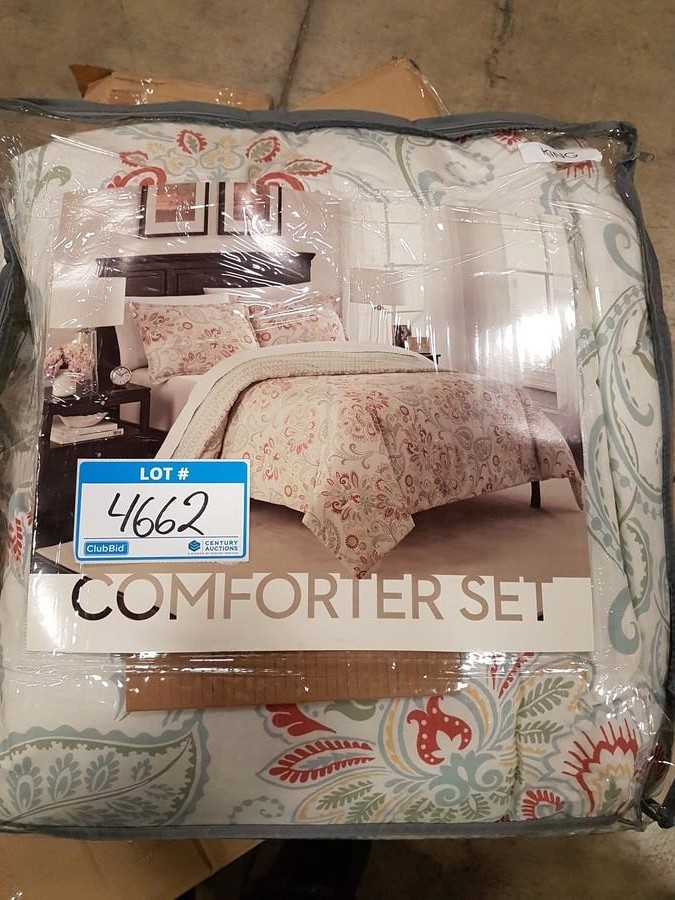 KING
LOT #
4662
ClubBid
CENTURY
AUCTIONS
COMFORTER SET